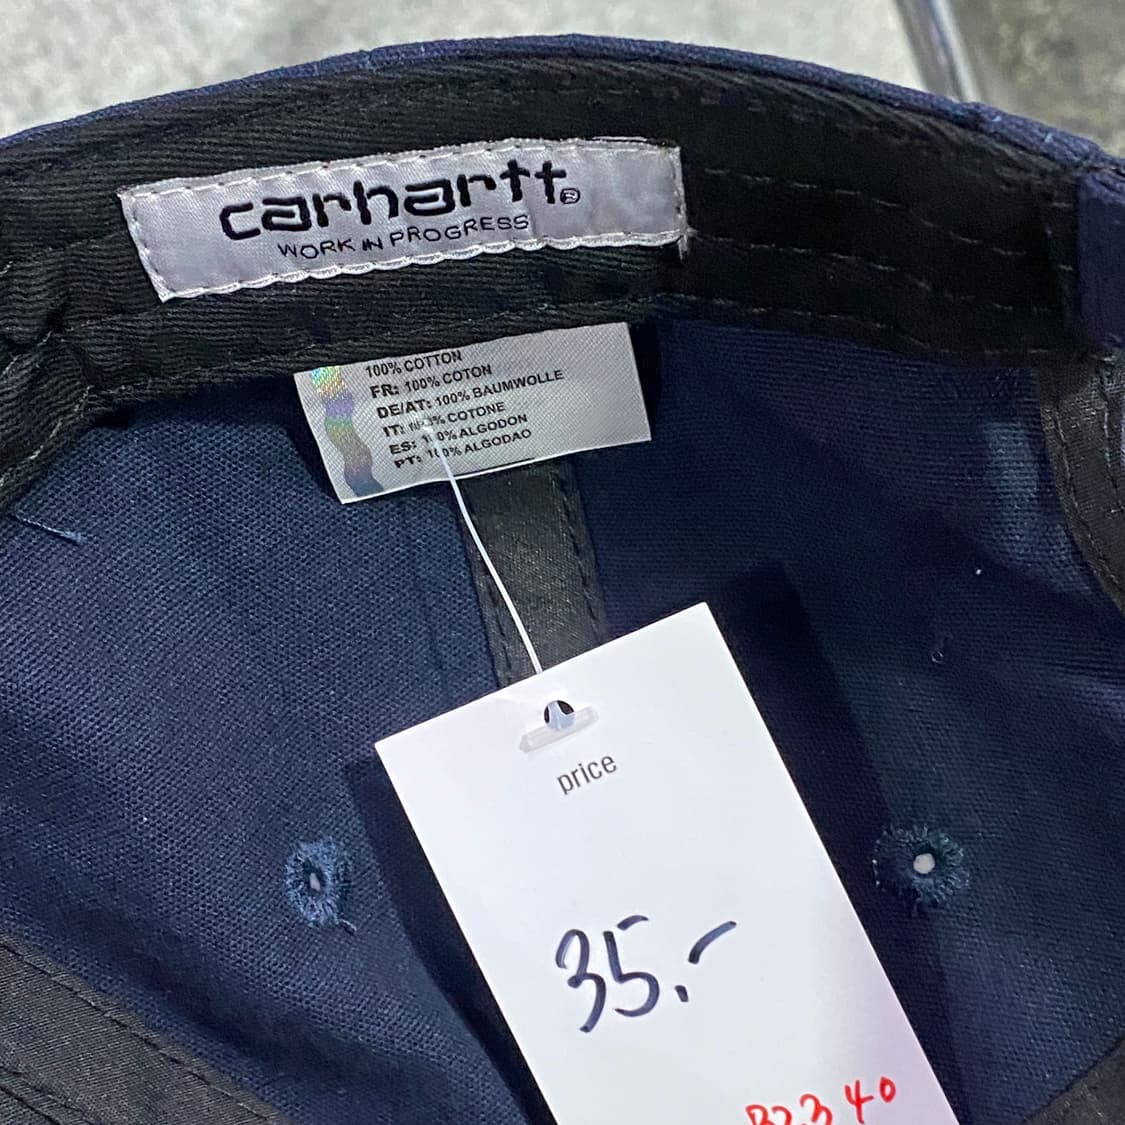 carhartt®
WORK IN PROGRESS
100% COTTON
FR: 100% COTON
DE/AT: 100% BAUMWOLLE
IT: 100% COTONE
ES: 100% ALGODON
PT: 100% ALGODAO
price
35.-